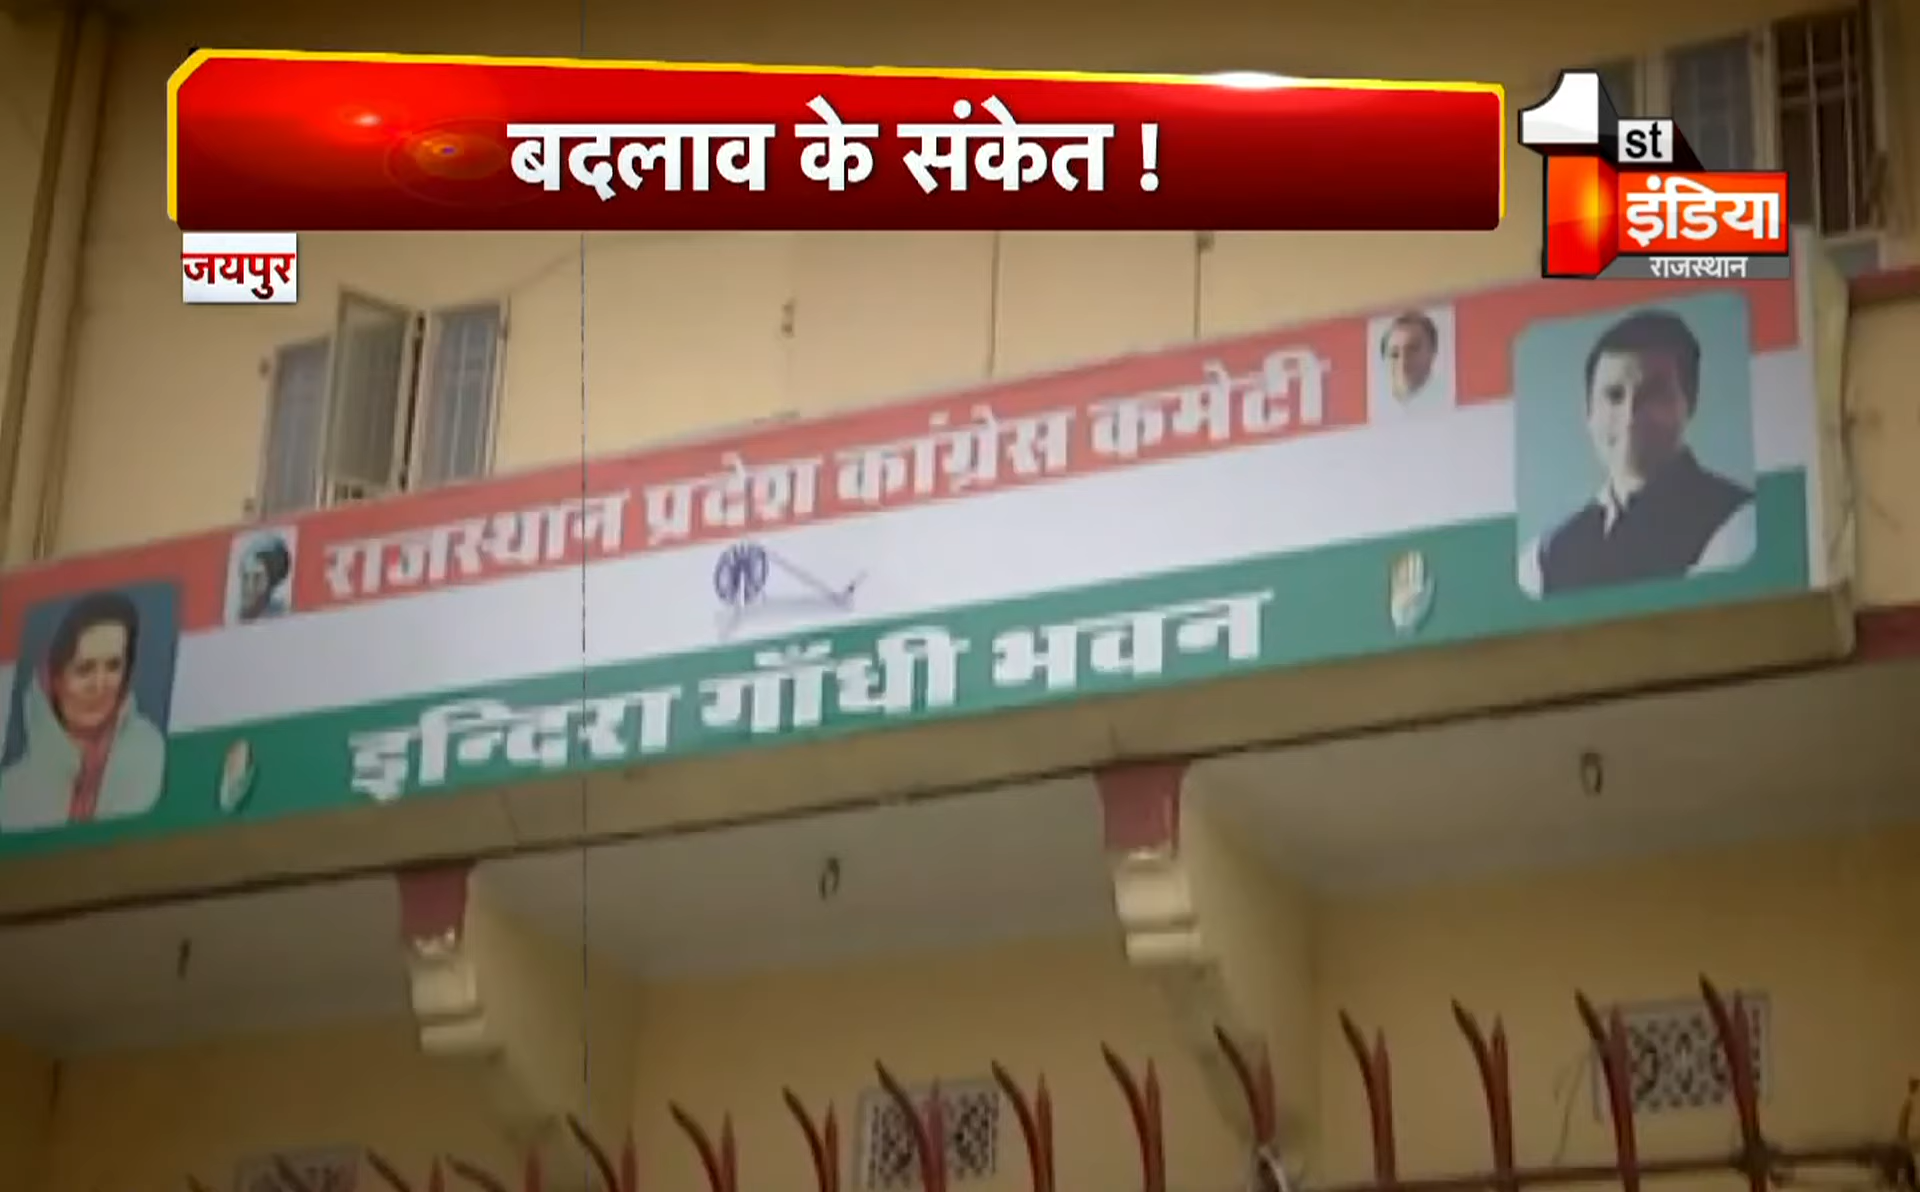 बदलाव के संकेत !
1st
इंडिया
राजस्थान
जयपुर
राजस्थान प्रदेश कांग्रेस कमेटी
इन्दिरा गाँधी भवन